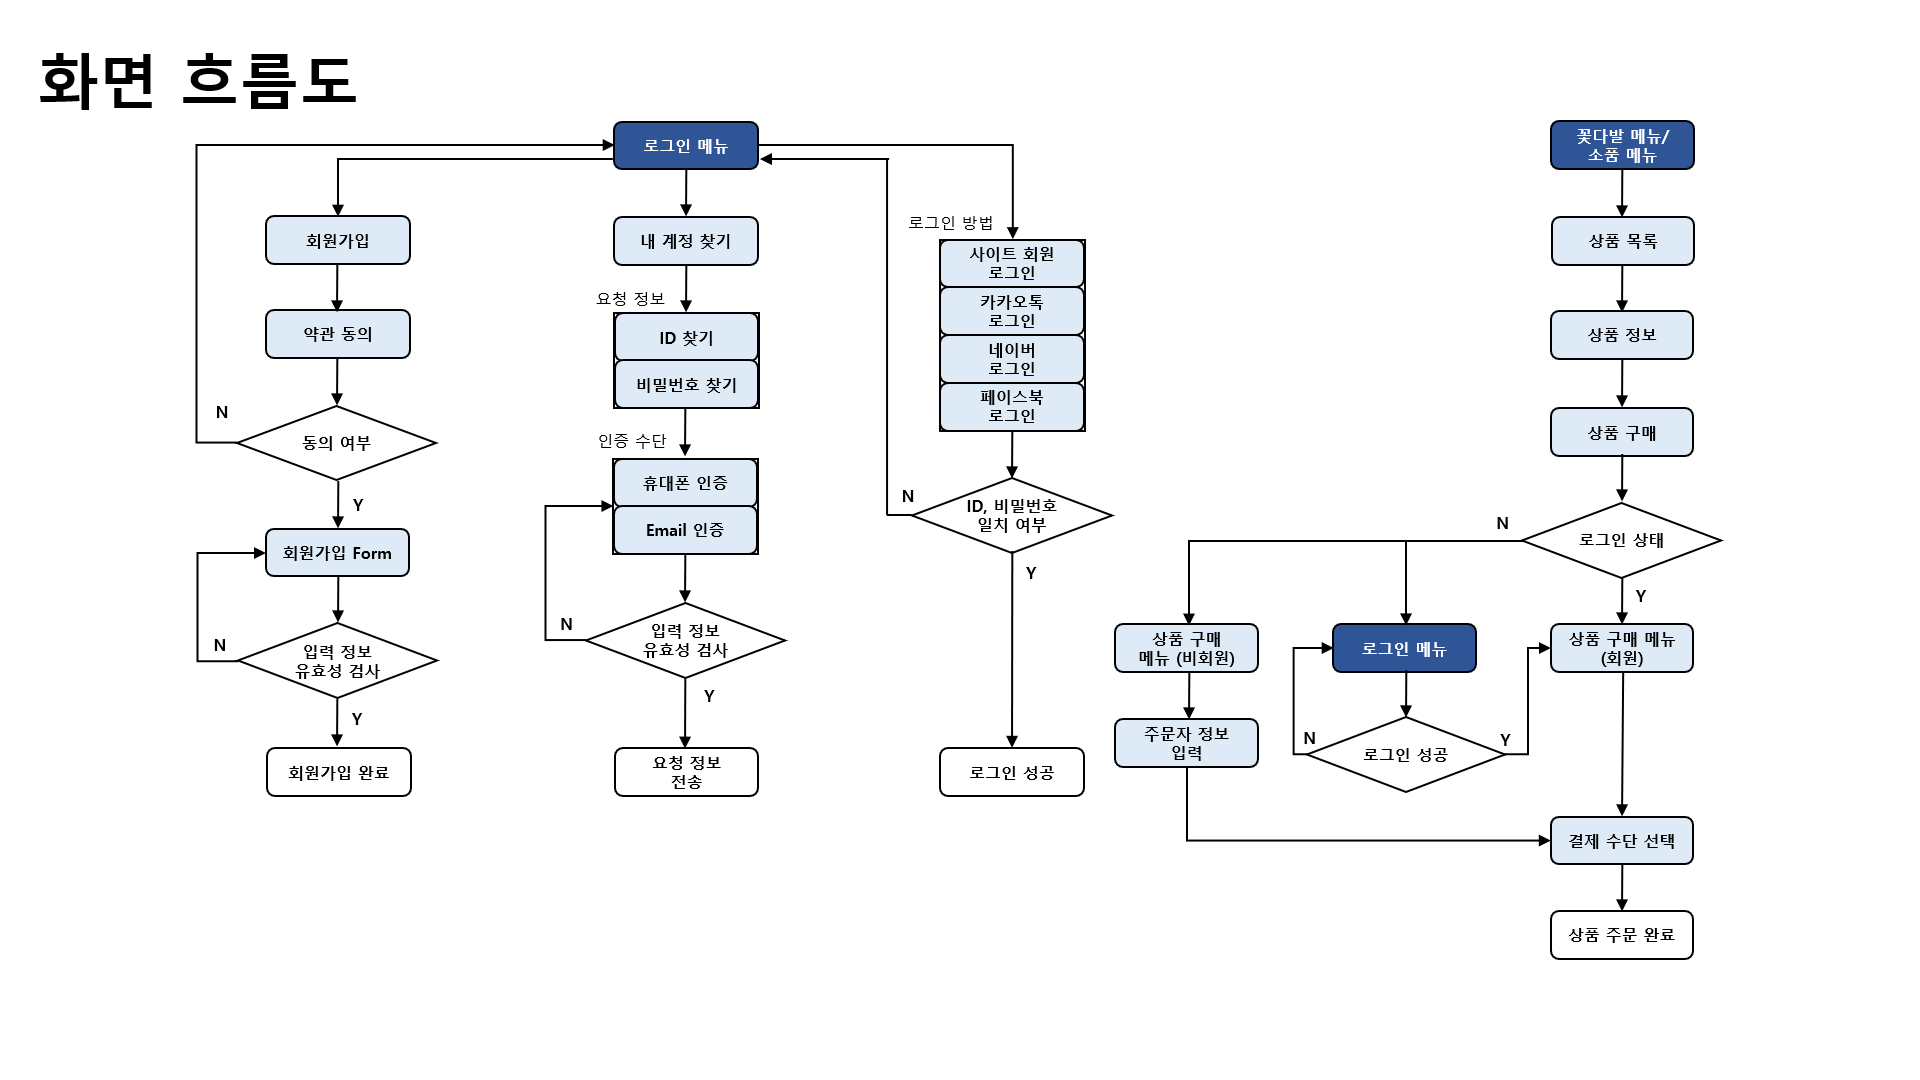 화면 흐름도
로그인 메뉴
회원가입
약관 동의
N
동의 여부
Y
회원가입 Form
N
입력 정보
유효성 검사
Y
회원가입 완료
내 계정 찾기
요청 정보
ID 찾기
비밀번호 찾기
인증 수단
휴대폰 인증
Email 인증
N
입력 정보
유효성 검사
Y
요청 정보
전송
로그인 방법
사이트 회원
로그인
카카오톡
로그인
네이버
로그인
페이스북
로그인
N
ID, 비밀번호
일치 여부
Y
로그인 성공
꽃다발 메뉴/
소품 메뉴
상품 목록
상품 정보
상품 구매
N
로그인 상태
Y
상품 구매
메뉴 (비회원)
주문자 정보
입력
로그인 메뉴
N
로그인 성공
Y
상품 구매 메뉴
(회원)
결제 수단 선택
상품 주문 완료